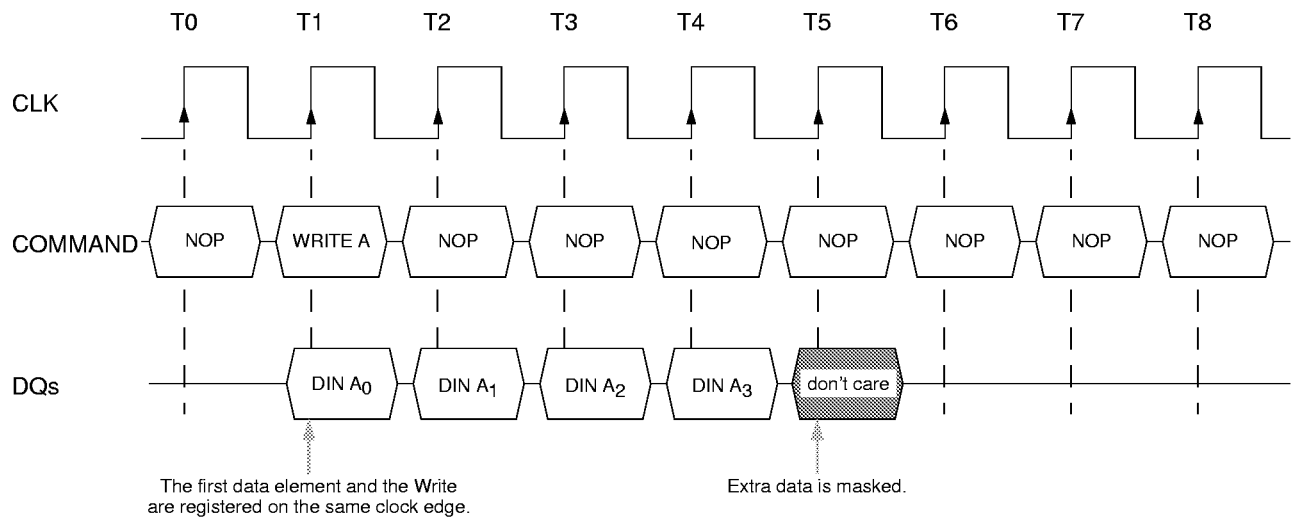 T0 T1 T2 T3 T4 T5 T6 T7 T8
CLK
COMMAND NOP WRITE A NOP NOP NOP NOP NOP NOP NOP
DQs DIN A0 DIN A1 DIN A2 DIN A3 don't care
The first data element and the Write
are registered on the same clock edge.
Extra data is masked.